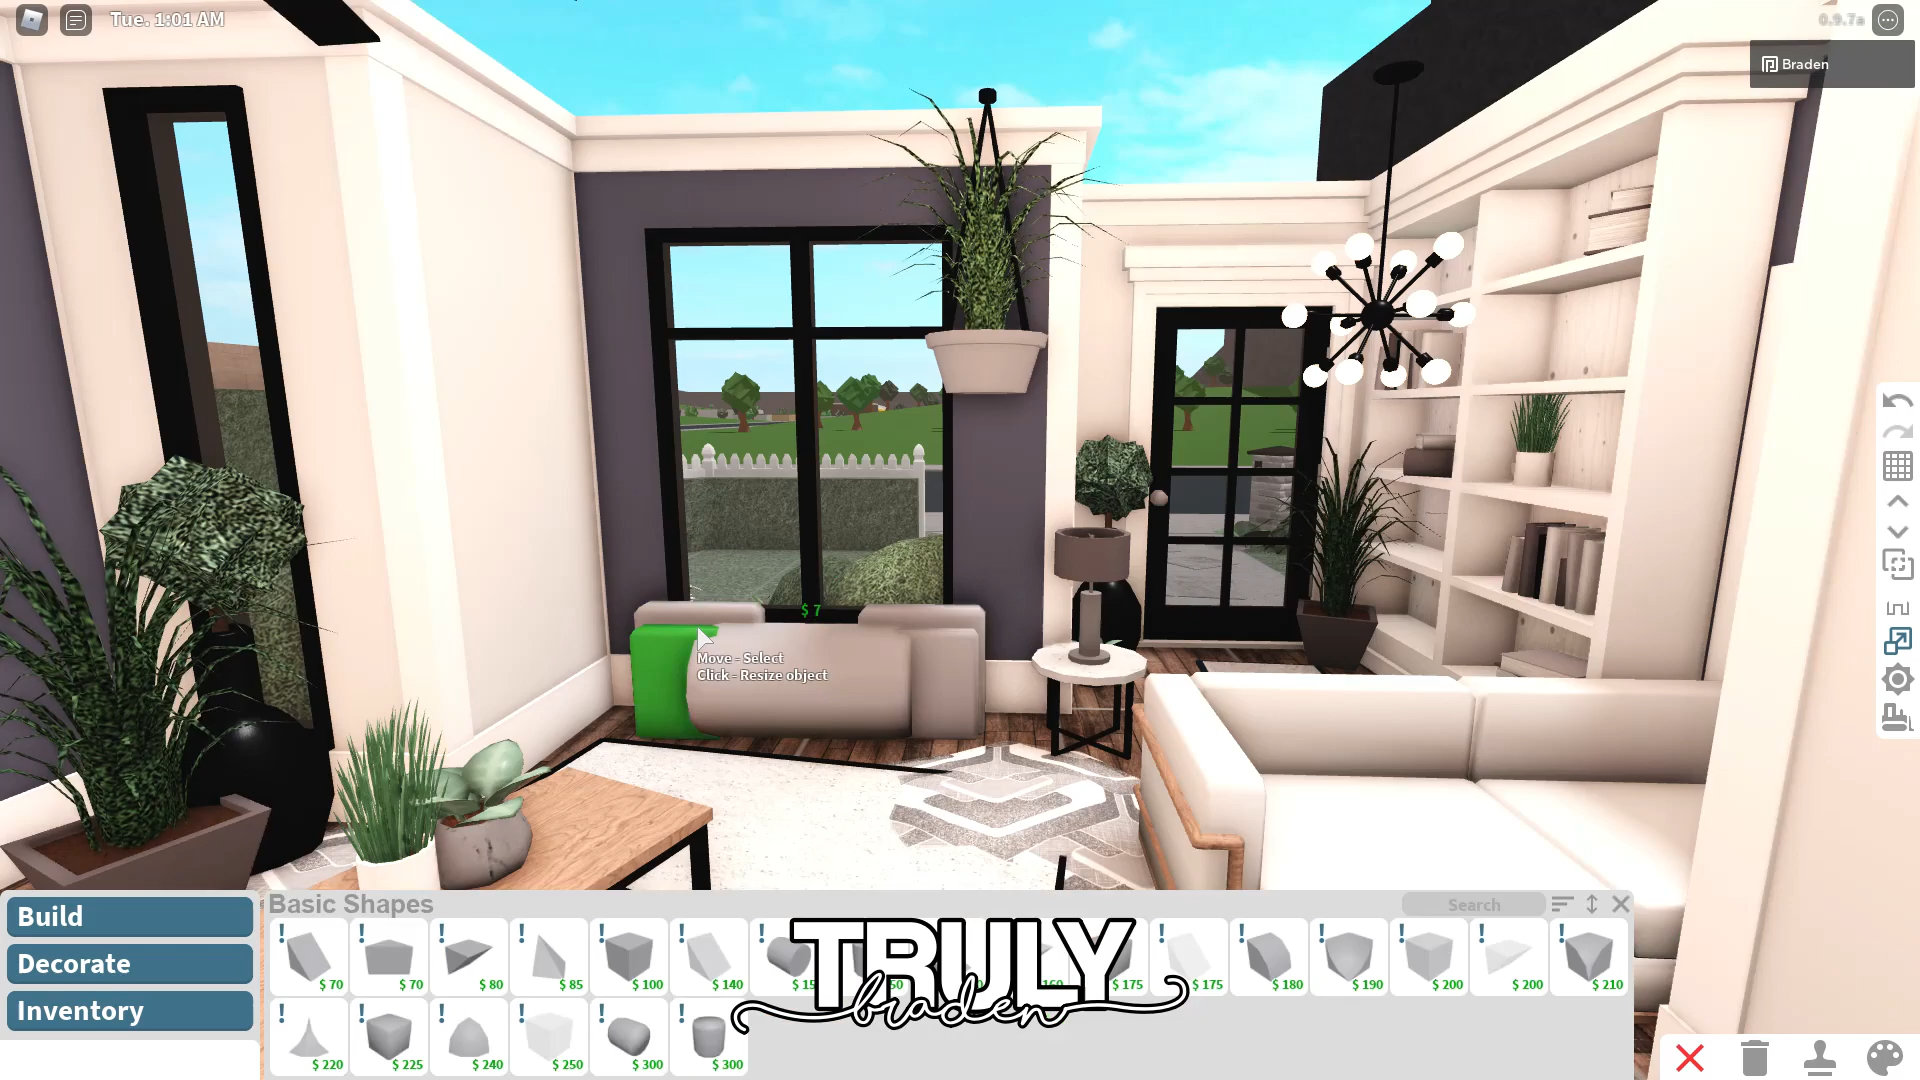 Tue. 1:01 AM
0.9.7a
Braden
$ 7
Move - Select
Click - Resize object
Build
Decorate
Inventory
Basic Shapes
Search
! ! ! ! ! ! ! ! ! ! ! !
$ 70 $ 70 $ 80 $ 85 $ 100 $ 140 $ 175 $ 175 $ 180 $ 190 $ 200 $ 200 $ 210
TRULY
braden
! ! ! ! ! !
$ 220 $ 225 $ 240 $ 250 $ 300 $ 300